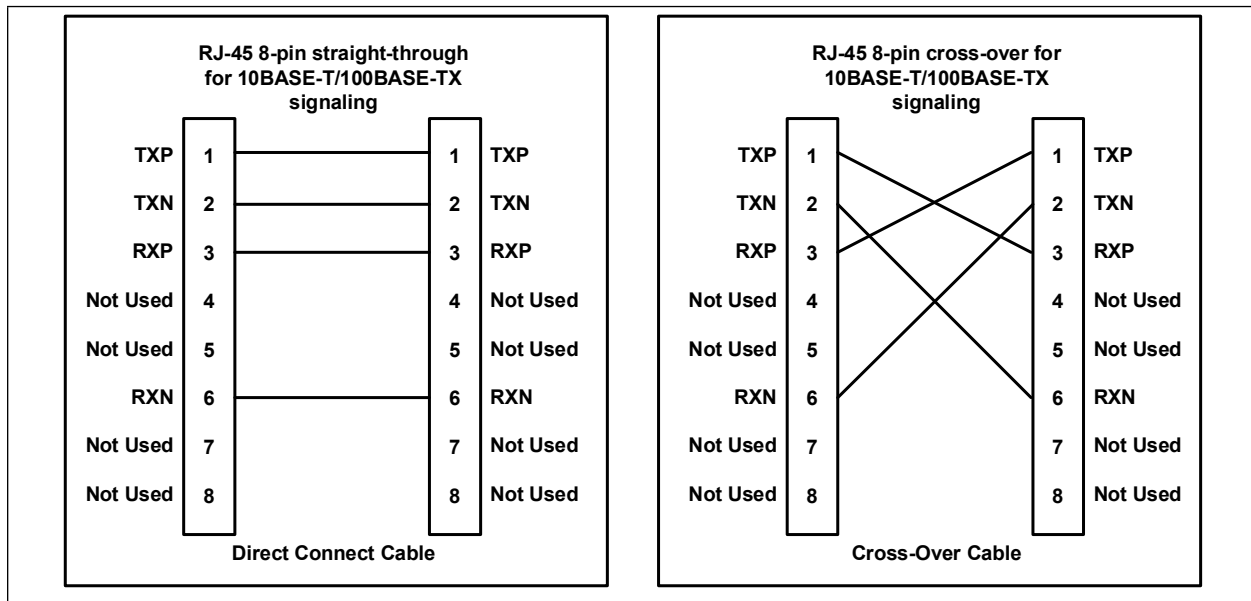 RJ-45 8-pin straight-through
for 10BASE-T/100BASE-TX
signaling
TXP 1 1 TXP
TXN 2 2 TXN
RXP 3 3 RXP
Not Used 4 4 Not Used
Not Used 5 5 Not Used
RXN 6 6 RXN
Not Used 7 7 Not Used
Not Used 8 8 Not Used
Direct Connect Cable
RJ-45 8-pin cross-over for
10BASE-T/100BASE-TX
signaling
TXP 1 1 TXP
TXN 2 2 TXN
RXP 3 3 RXP
Not Used 4 4 Not Used
Not Used 5 5 Not Used
RXN 6 6 RXN
Not Used 7 7 Not Used
Not Used 8 8 Not Used
Cross-Over Cable